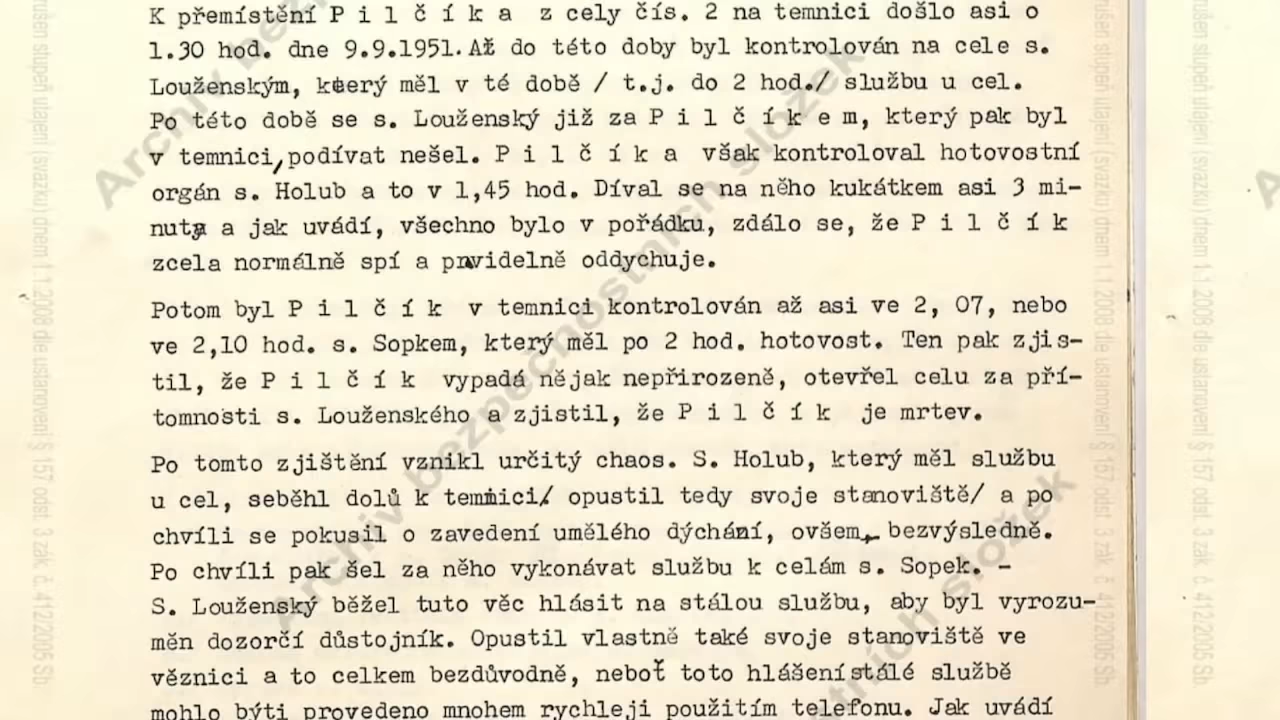 K přemístění P i l č í k a z cely čís. 2 na temnici došlo asi o
1.30 hod. dne 9.9.1951. Až do této doby byl kontrolován na cele s.
Louženským, který měl v té době / t.j. do 2 hod./ službu u cel.
Po této době se s. Louženský již za P i l č í k e m, který pak byl
v temnici, podívat nešel. P i l č í k a však kontroloval hotovostní
orgán s. Holub a to v 1,45 hod. Díval se na něho kukátkem asi 3 mi-
nuty a jak uvádí, všechno bylo v pořádku, zdálo se, že P i l č í k
zcela normálně spí a pravidelně oddychuje.
Potom byl P i l č í k v temnici kontrolován až asi ve 2, 07, nebo
ve 2,10 hod. s. Sopkem, který měl po 2 hod. hotovost. Ten pak zjis-
til, že P i l č í k vypadá nějak nepřirozeně, otevřel celu za pří-
tomnosti s. Louženského a zjistil, že P i l č í k je mrtev.
Po tomto zjištění vznikl určitý chaos. S. Holub, který měl službu
u cel, seběhl dolů k temnici/ opustil tedy svoje stanoviště/ a po
chvíli se pokusil o zavedení umělého dýchání, ovšem bezvýsledně.
Po chvíli pak šel za něho vykonávat službu k celám s. Sopek. -
S. Louženský běžel tuto věc hlásit na stálou službu, aby byl vyrozu-
měn dozorčí důstojník. Opustil vlastně také svoje stanoviště ve
věznici a to celkem bezdůvodně, neboť toto hlášení stálé službě
mohlo býti provedeno mnohem rychleji použitím telefonu. Jak uvádí
Archiv bezpečnostních složek